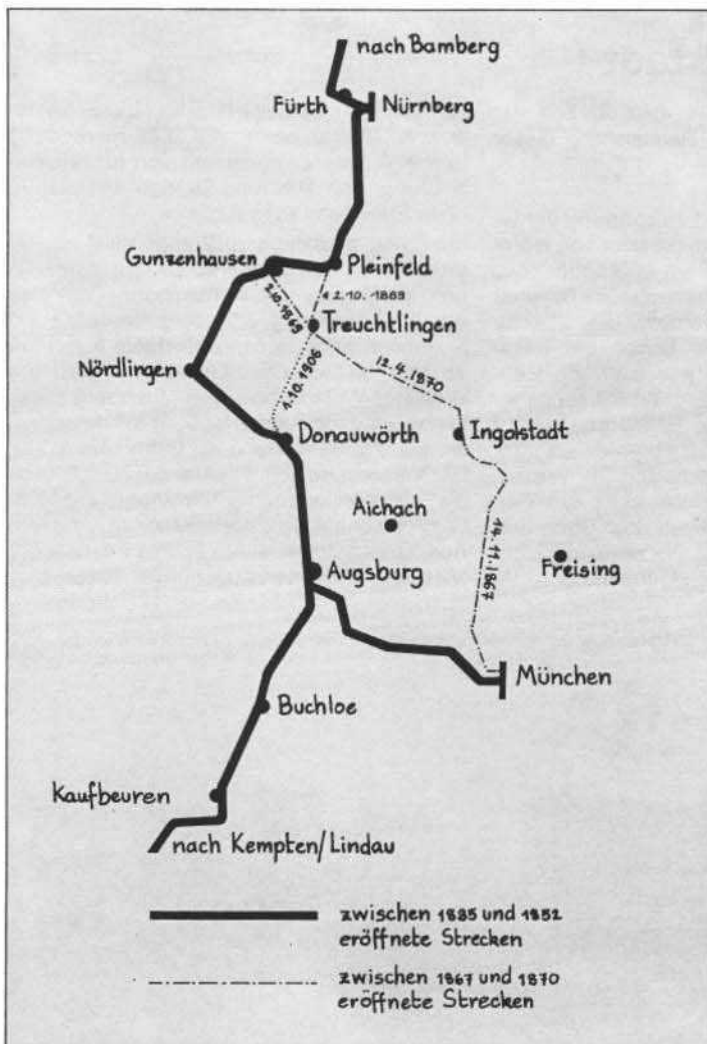 nach Bamberg
Fürth
Nürnberg
Gunzenhausen
Pleinfeld
2.10.1869
2.10.1869
Treuchtlingen
Nördlingen
1.10.1906
12.4.1870
Donauwörth
Ingolstadt
Aichach
14.11.1867
Freising
Augsburg
München
Buchloe
Kaufbeuren
nach Kempten/Lindau
zwischen 1835 und 1852
eröffnete Strecken
zwischen 1867 und 1870
eröffnete Strecken